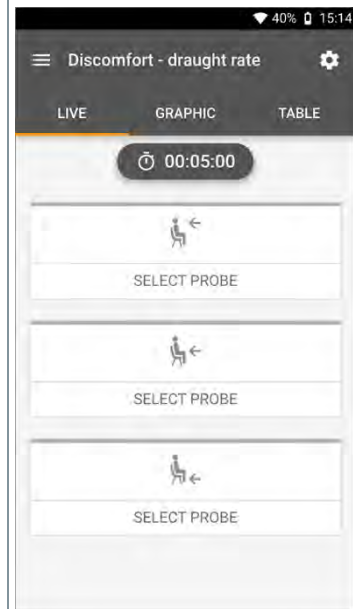 40% 15:14
Discomfort - draught rate
LIVE GRAPHIC TABLE
00:05:00
SELECT PROBE
SELECT PROBE
SELECT PROBE